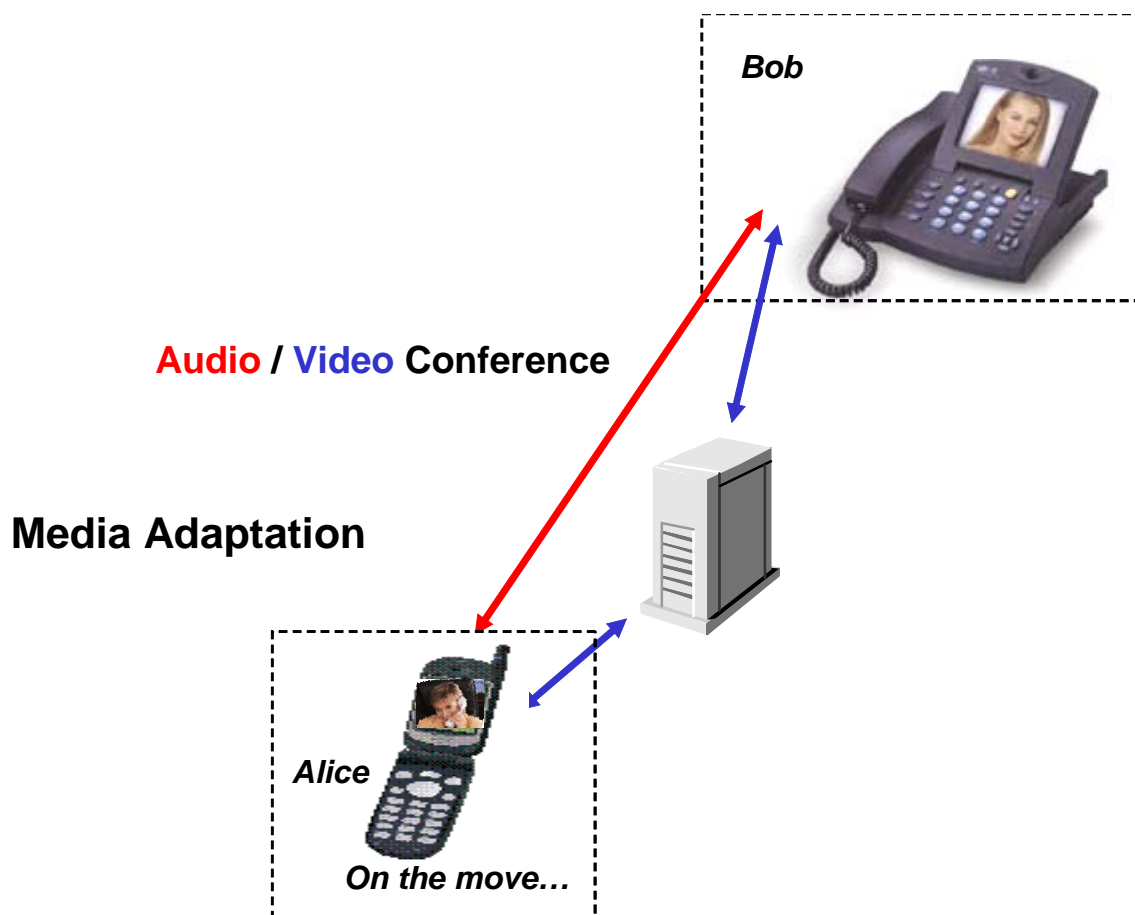 Bob
Audio / Video Conference
Media Adaptation
Alice
On the move…